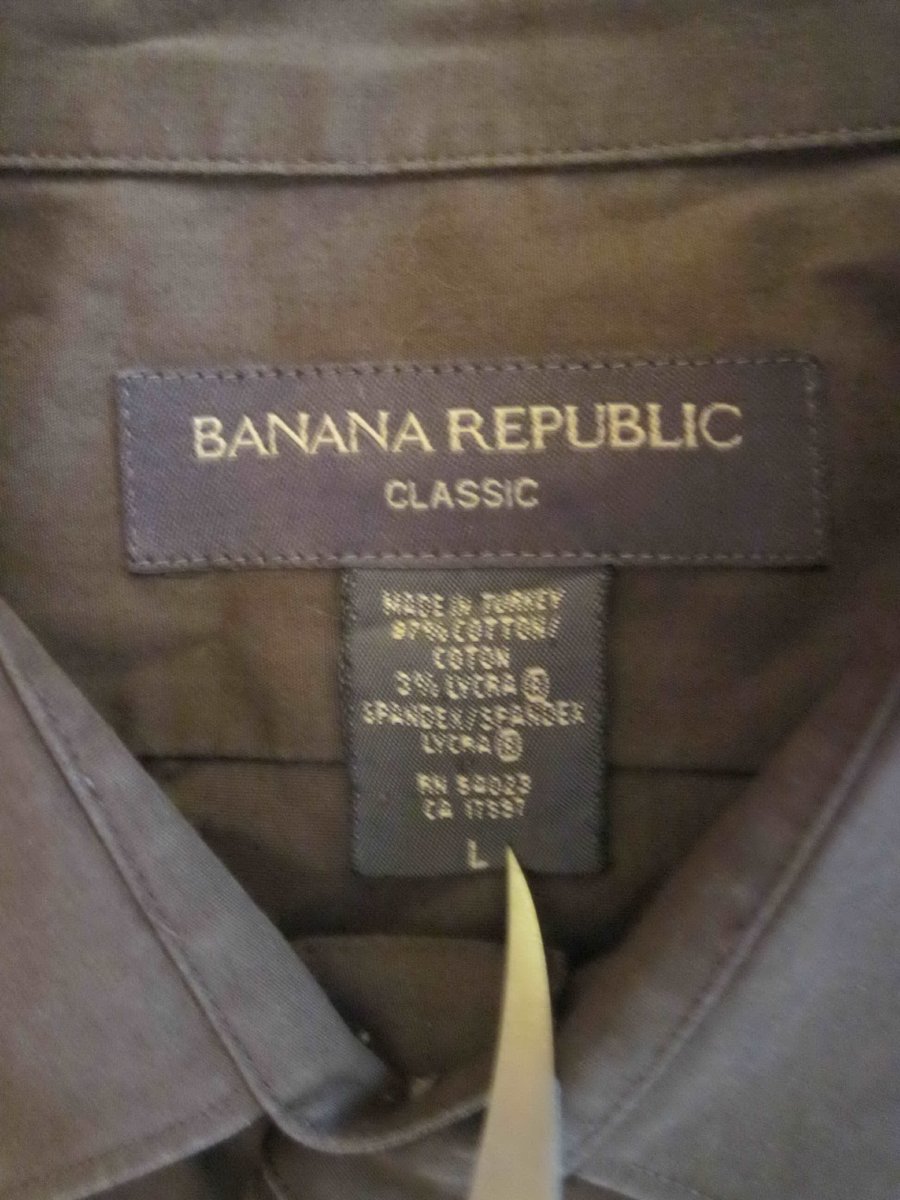 BANANA REPUBLIC
CLASSIC
MADE IN TURKEY
97% COTTON/
COTON
3% LYCRA ®
SPANDEX/SPANDEX
LYCRA ®
RN 54023
CA 17897
L